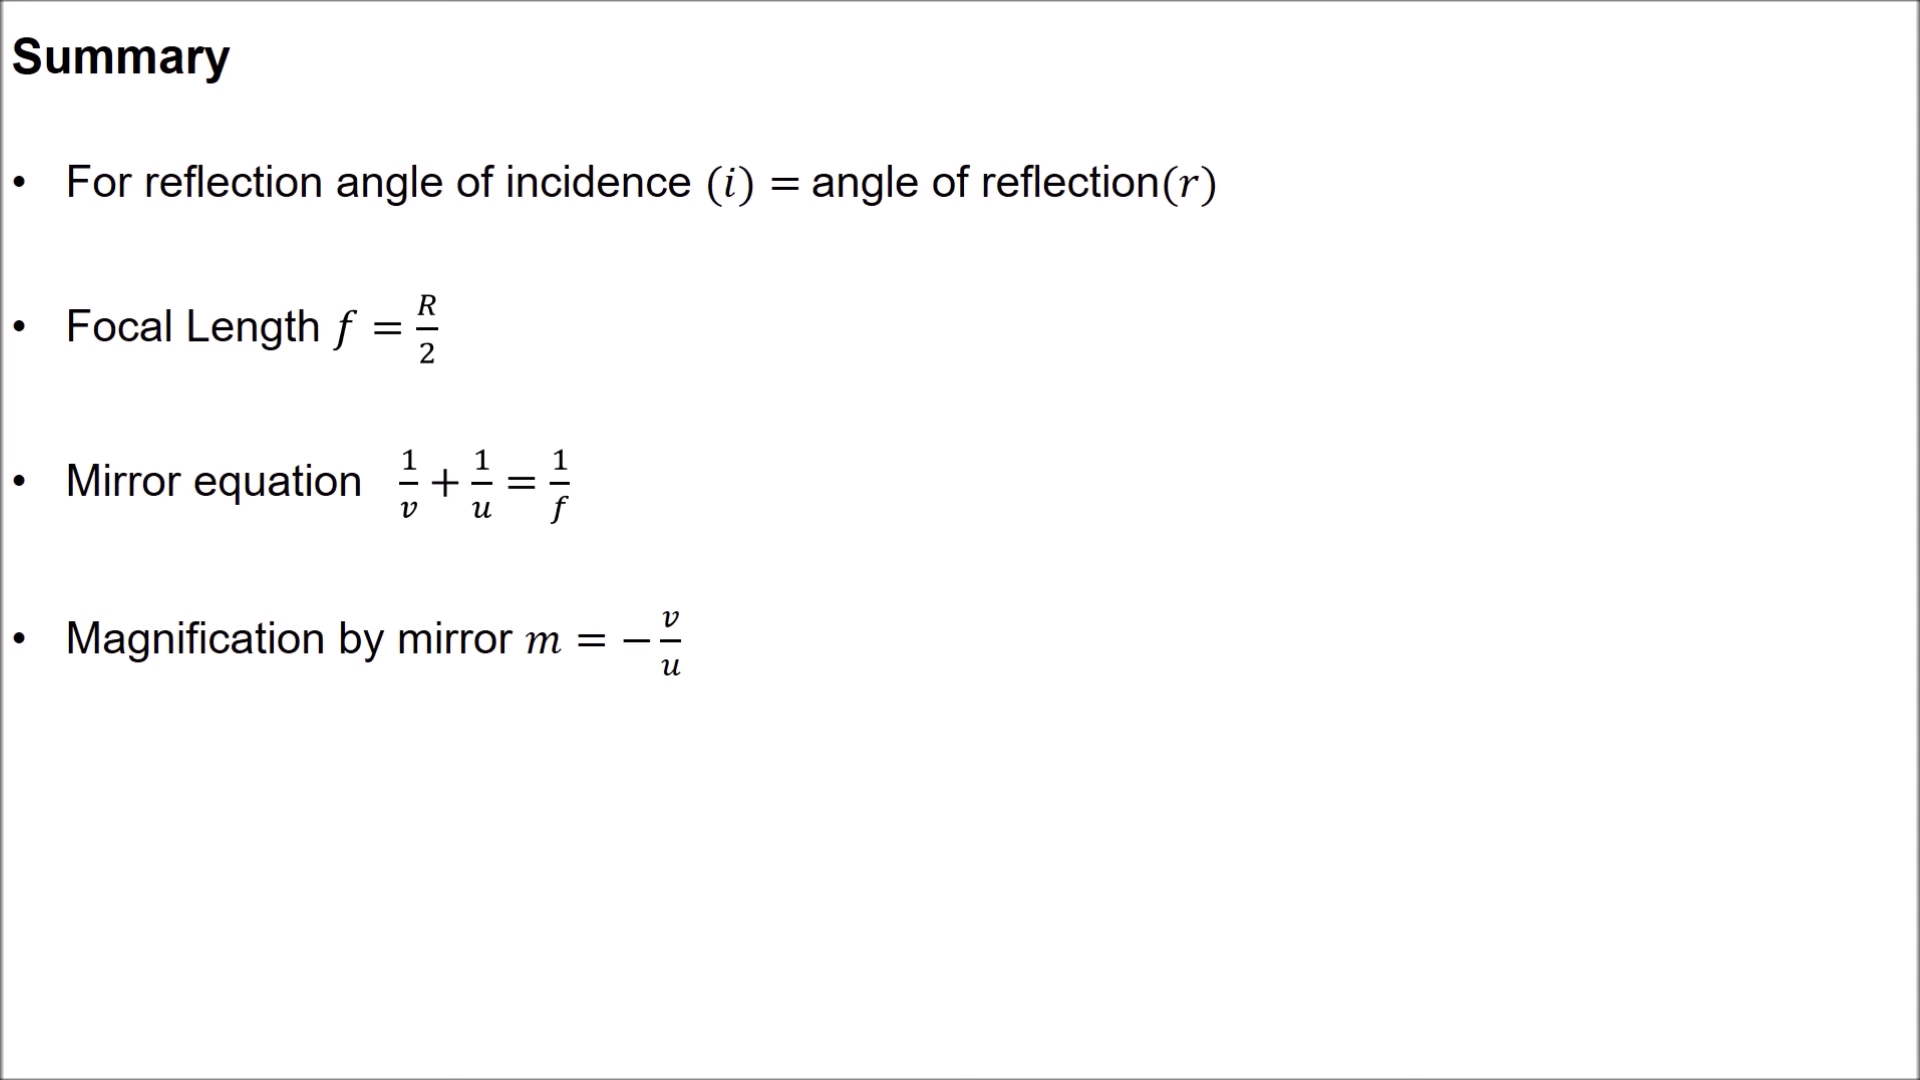 Summary
• For reflection angle of incidence (i) = angle of reflection(r)
• Focal Length f = R/2
• Mirror equation 1/v + 1/u = 1/f
• Magnification by mirror m = −v/u